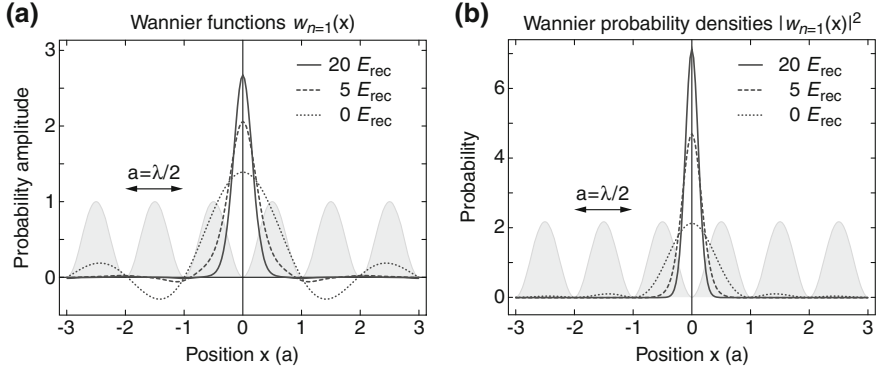 (a)
Wannier functions w_{n=1}(x)
Probability amplitude
3
2
1
0
20 E_rec
5 E_rec
0 E_rec
a=λ/2
-3 -2 -1 0 1 2 3
Position x (a)
(b)
Wannier probability densities |w_{n=1}(x)|²
Probability
6
4
2
0
20 E_rec
5 E_rec
0 E_rec
a=λ/2
-3 -2 -1 0 1 2 3
Position x (a)